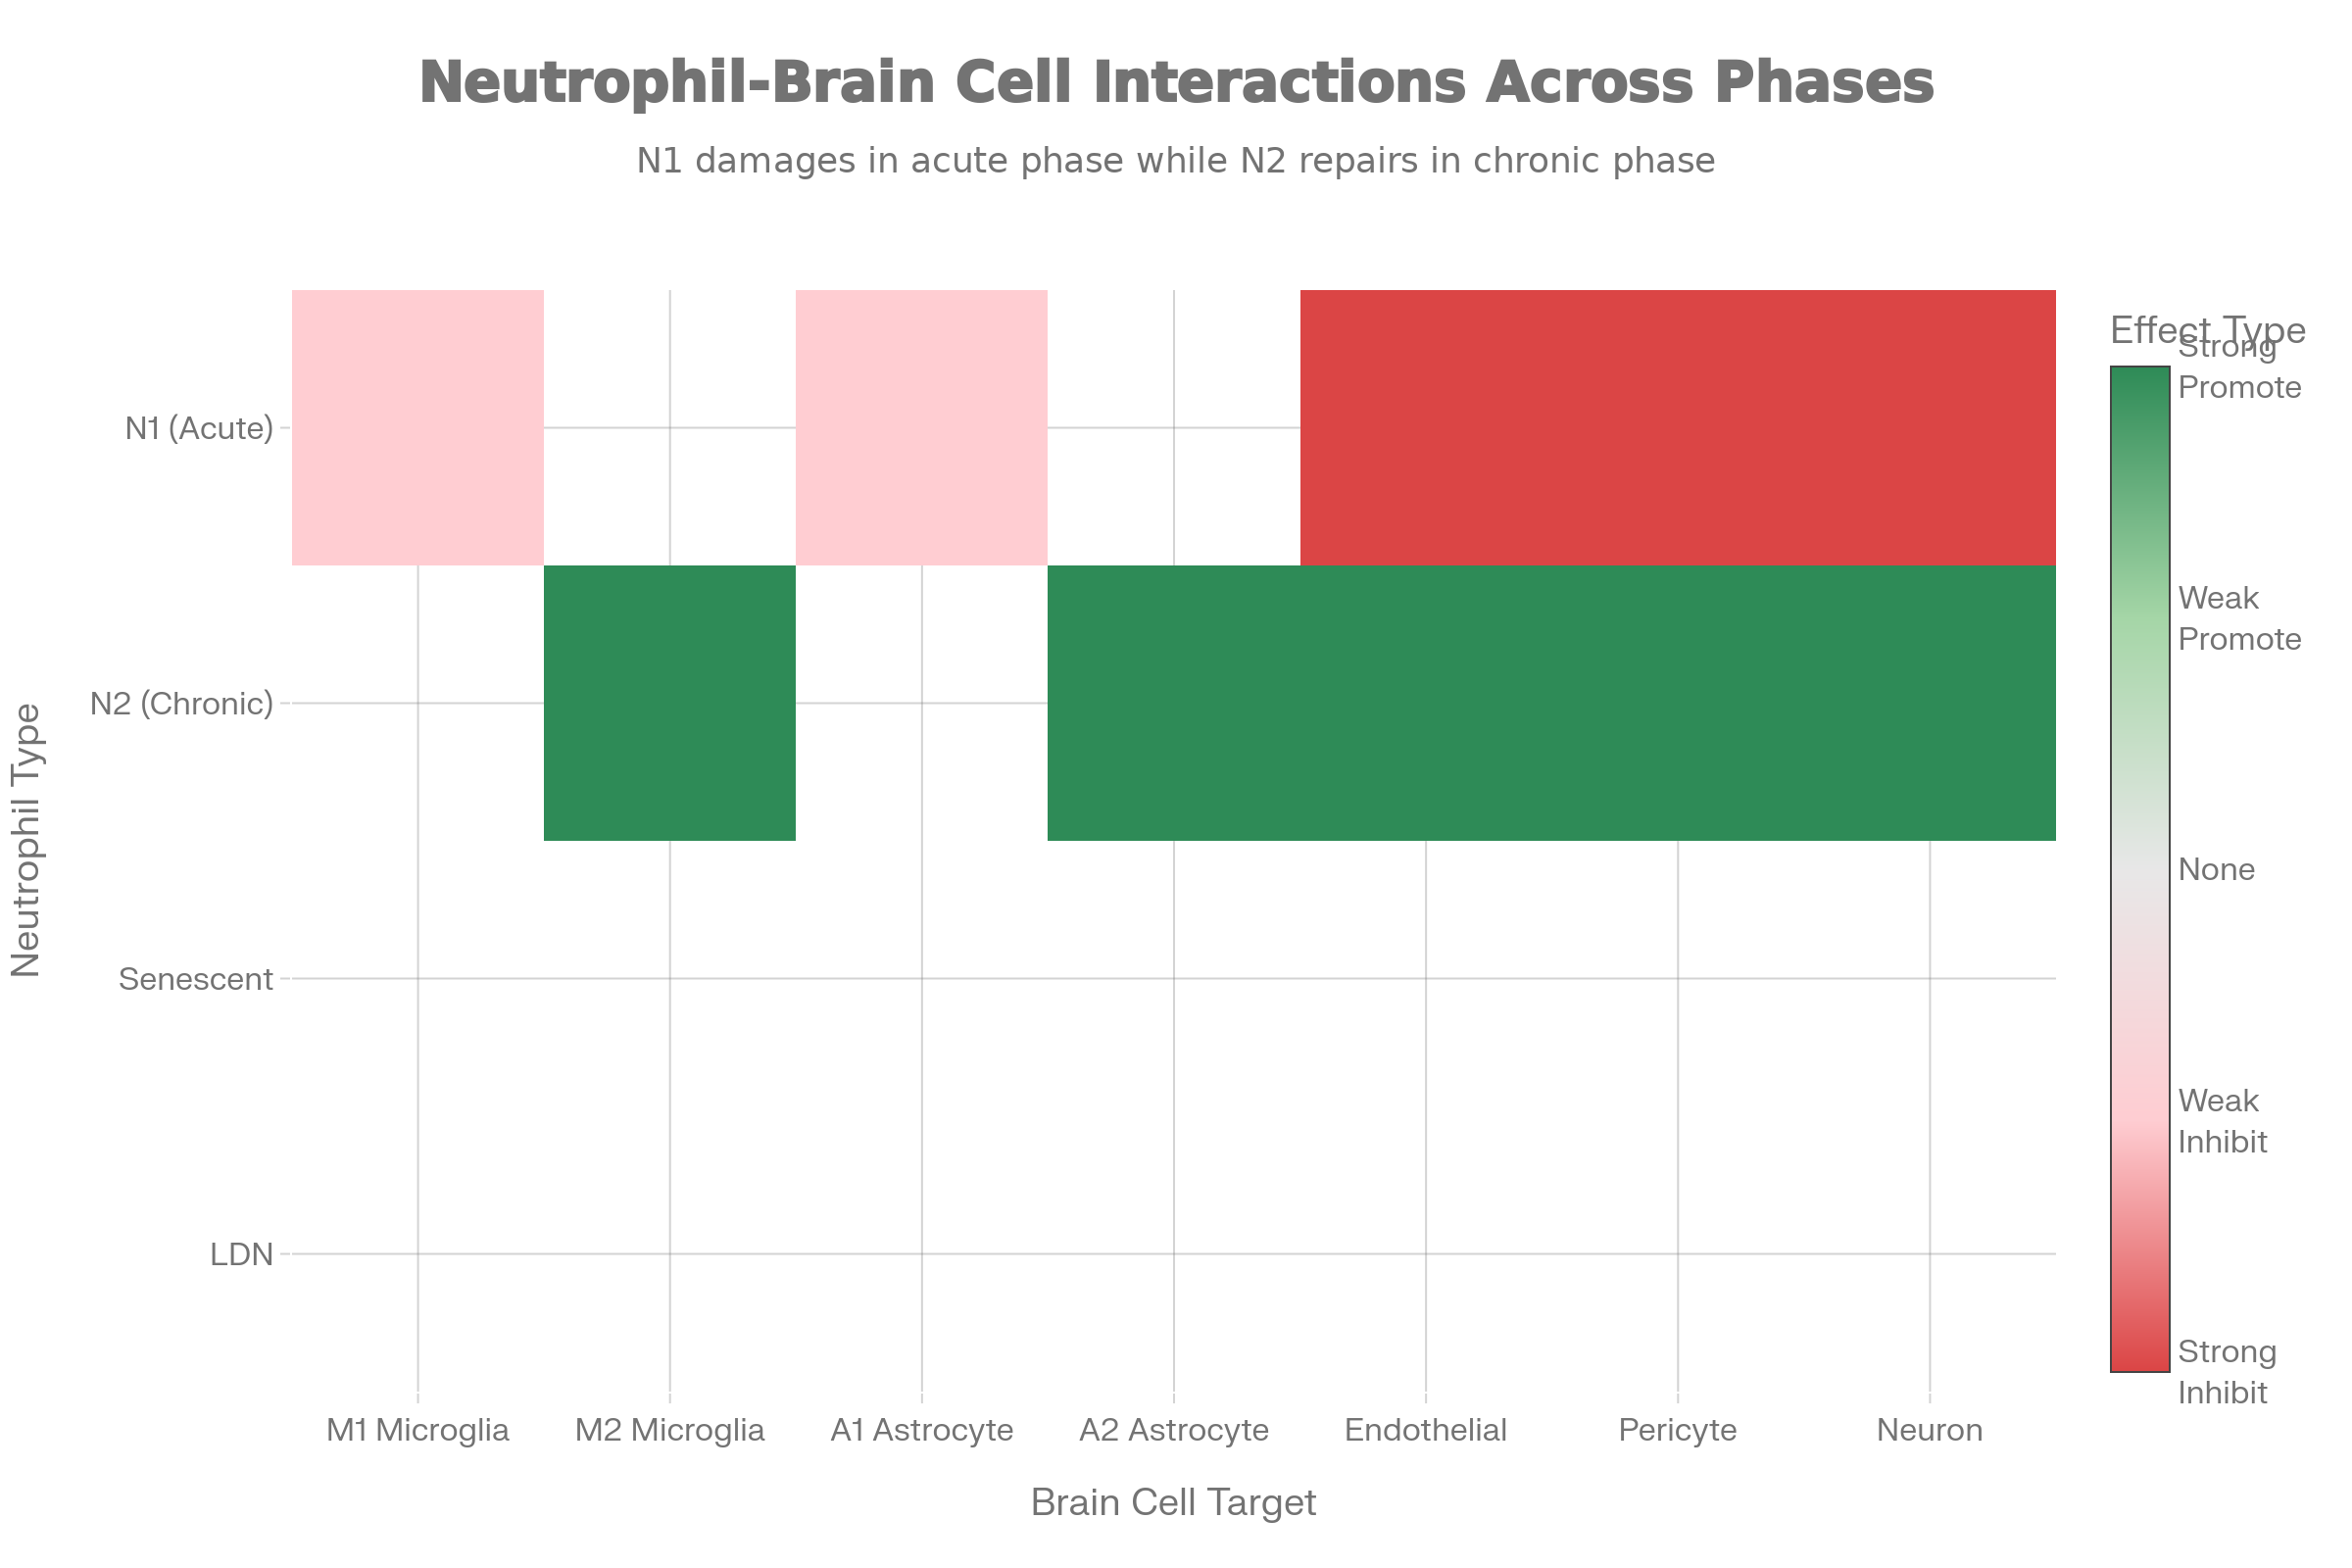 Neutrophil-Brain Cell Interactions Across Phases
N1 damages in acute phase while N2 repairs in chronic phase
Effect Type
Strong
Promote
Weak
Promote
None
Weak
Inhibit
Strong
Inhibit
Neutrophil Type
N1 (Acute)
N2 (Chronic)
Senescent
LDN
M1 Microglia
M2 Microglia
A1 Astrocyte
A2 Astrocyte
Endothelial
Pericyte
Neuron
Brain Cell Target